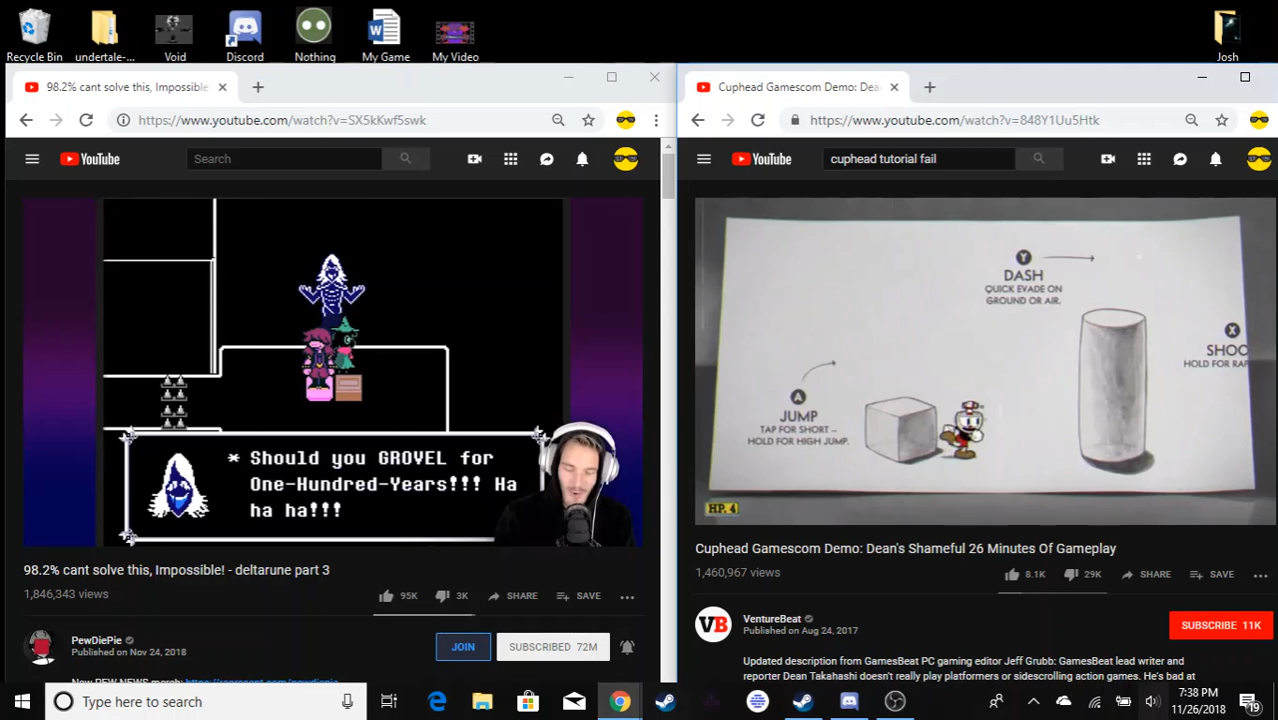 Recycle Bin
undertale-...
Void
Discord
Nothing
My Game
My Video
Josh
98.2% cant solve this, Impossible
https://www.youtube.com/watch?v=SX5kKwf5swk
YouTube
Search
* Should you GROVEL for
One-Hundred-Years!!! Ha
ha ha!!!
98.2% cant solve this, Impossible! - deltarune part 3
1,846,343 views
95K
3K
SHARE
SAVE
PewDiePie
Published on Nov 24, 2018
JOIN
SUBSCRIBED 72M
Cuphead Gamescom Demo: Dea
https://www.youtube.com/watch?v=848Y1Uu5Htk
YouTube
cuphead tutorial fail
Y
DASH
QUICK EVADE ON
GROUND OR AIR.
X
SHOO
HOLD FOR RAP
A
JUMP
TAP FOR SHORT –
HOLD FOR HIGH JUMP.
HP. 4
Cuphead Gamescom Demo: Dean's Shameful 26 Minutes Of Gameplay
1,460,967 views
8.1K
29K
SHARE
SAVE
VB
VentureBeat
Published on Aug 24, 2017
SUBSCRIBE 11K
Updated description from GamesBeat PC gaming editor Jeff Grubb: GamesBeat lead writer and
reporter Dean Takahashi doesn't really play platformers or sidescrolling action games. He's bad at
Type here to search
7:38 PM
11/26/2018
19